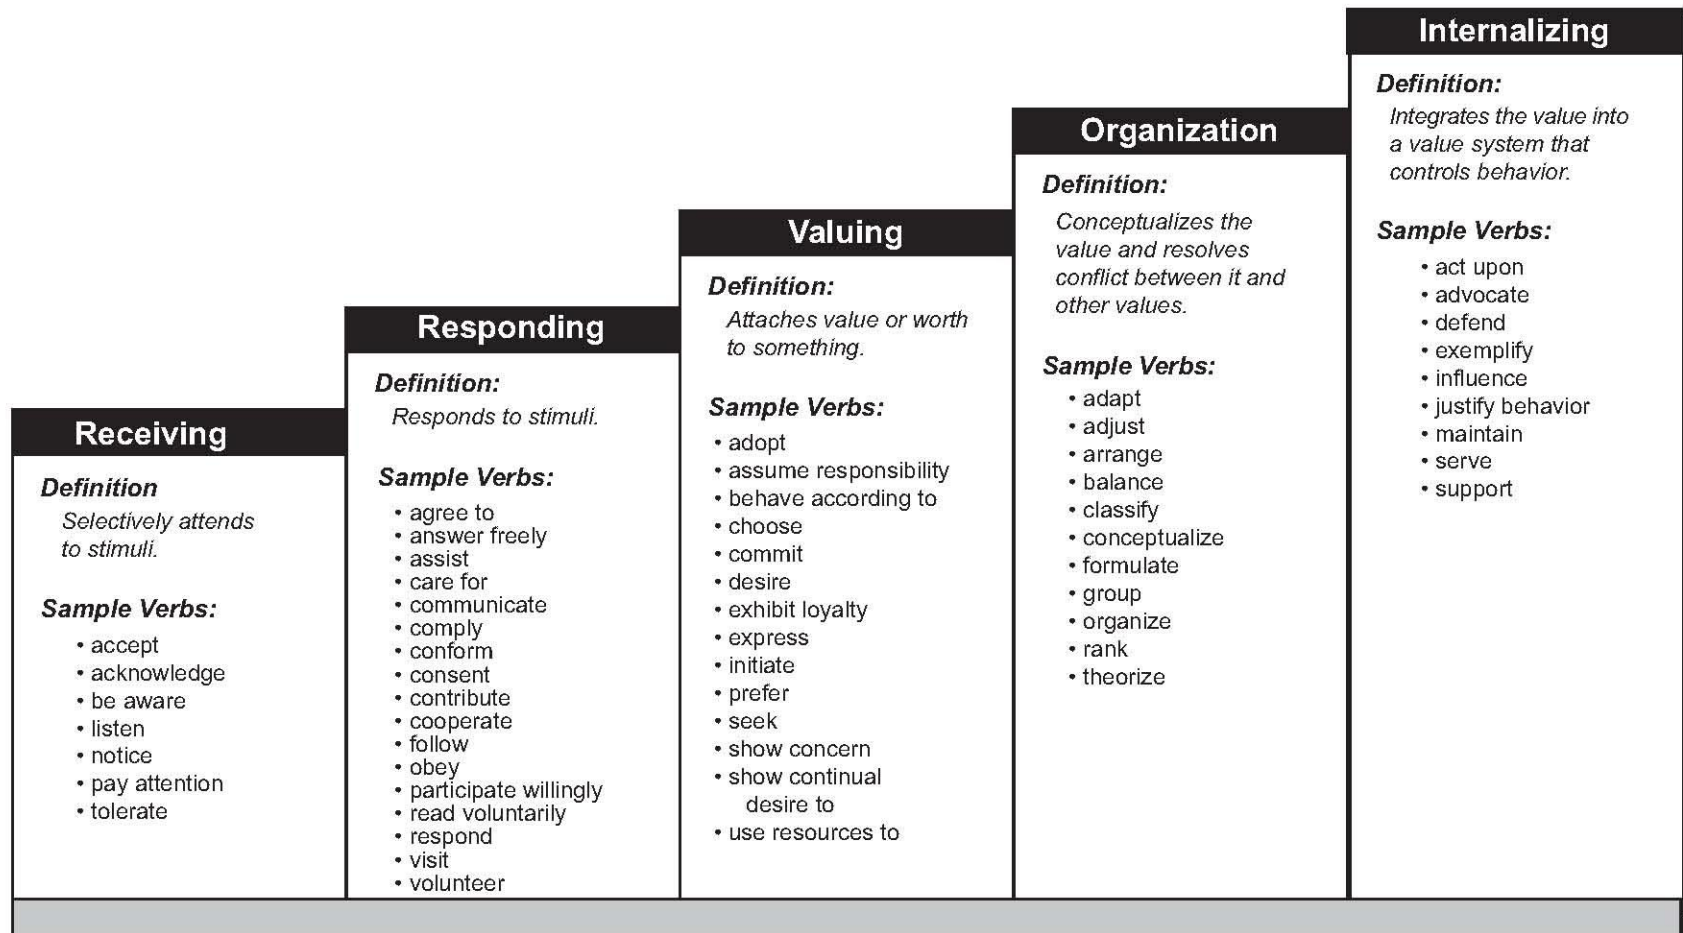 Receiving
Definition
Selectively attends
to stimuli.
Sample Verbs:
• accept
• acknowledge
• be aware
• listen
• notice
• pay attention
• tolerate
Responding
Definition:
Responds to stimuli.
Sample Verbs:
• agree to
• answer freely
• assist
• care for
• communicate
• comply
• conform
• consent
• contribute
• cooperate
• follow
• obey
• participate willingly
• read voluntarily
• respond
• visit
• volunteer
Valuing
Definition:
Attaches value or worth
to something.
Sample Verbs:
• adopt
• assume responsibility
• behave according to
• choose
• commit
• desire
• exhibit loyalty
• express
• initiate
• prefer
• seek
• show concern
• show continual
desire to
• use resources to
Organization
Definition:
Conceptualizes the
value and resolves
conflict between it and
other values.
Sample Verbs:
• adapt
• adjust
• arrange
• balance
• classify
• conceptualize
• formulate
• group
• organize
• rank
• theorize
Internalizing
Definition:
Integrates the value into
a value system that
controls behavior.
Sample Verbs:
• act upon
• advocate
• defend
• exemplify
• influence
• justify behavior
• maintain
• serve
• support